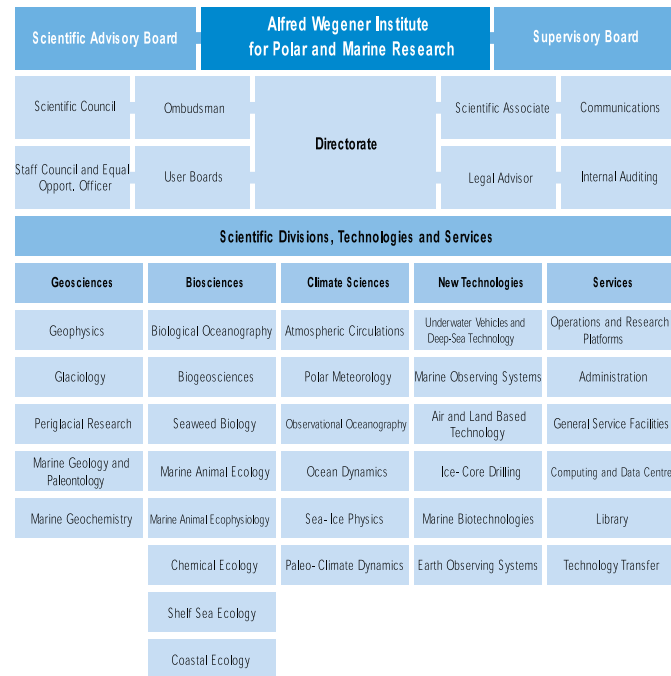 Scientific Advisory Board
Alfred Wegener Institute
for Polar and Marine Research
Supervisory Board
Scientific Council
Ombudsman
Directorate
Scientific Associate
Communications
Staff Council and Equal
Opport. Officer
User Boards
Legal Advisor
Internal Auditing
Scientific Divisions, Technologies and Services
Geosciences
Biosciences
Climate Sciences
New Technologies
Services
Geophysics
Biological Oceanography
Atmospheric Circulations
Underwater Vehicles and
Deep-Sea Technology
Operations and Research
Platforms
Glaciology
Biogeosciences
Polar Meteorology
Marine Observing Systems
Administration
Periglacial Research
Seaweed Biology
Observational Oceanography
Air and Land Based
Technology
General Service Facilities
Marine Geology and
Paleontology
Marine Animal Ecology
Ocean Dynamics
Ice- Core Drilling
Computing and Data Centre
Marine Geochemistry
Marine Animal Ecophysiology
Sea- Ice Physics
Marine Biotechnologies
Library
Chemical Ecology
Paleo- Climate Dynamics
Earth Observing Systems
Technology Transfer
Shelf Sea Ecology
Coastal Ecology